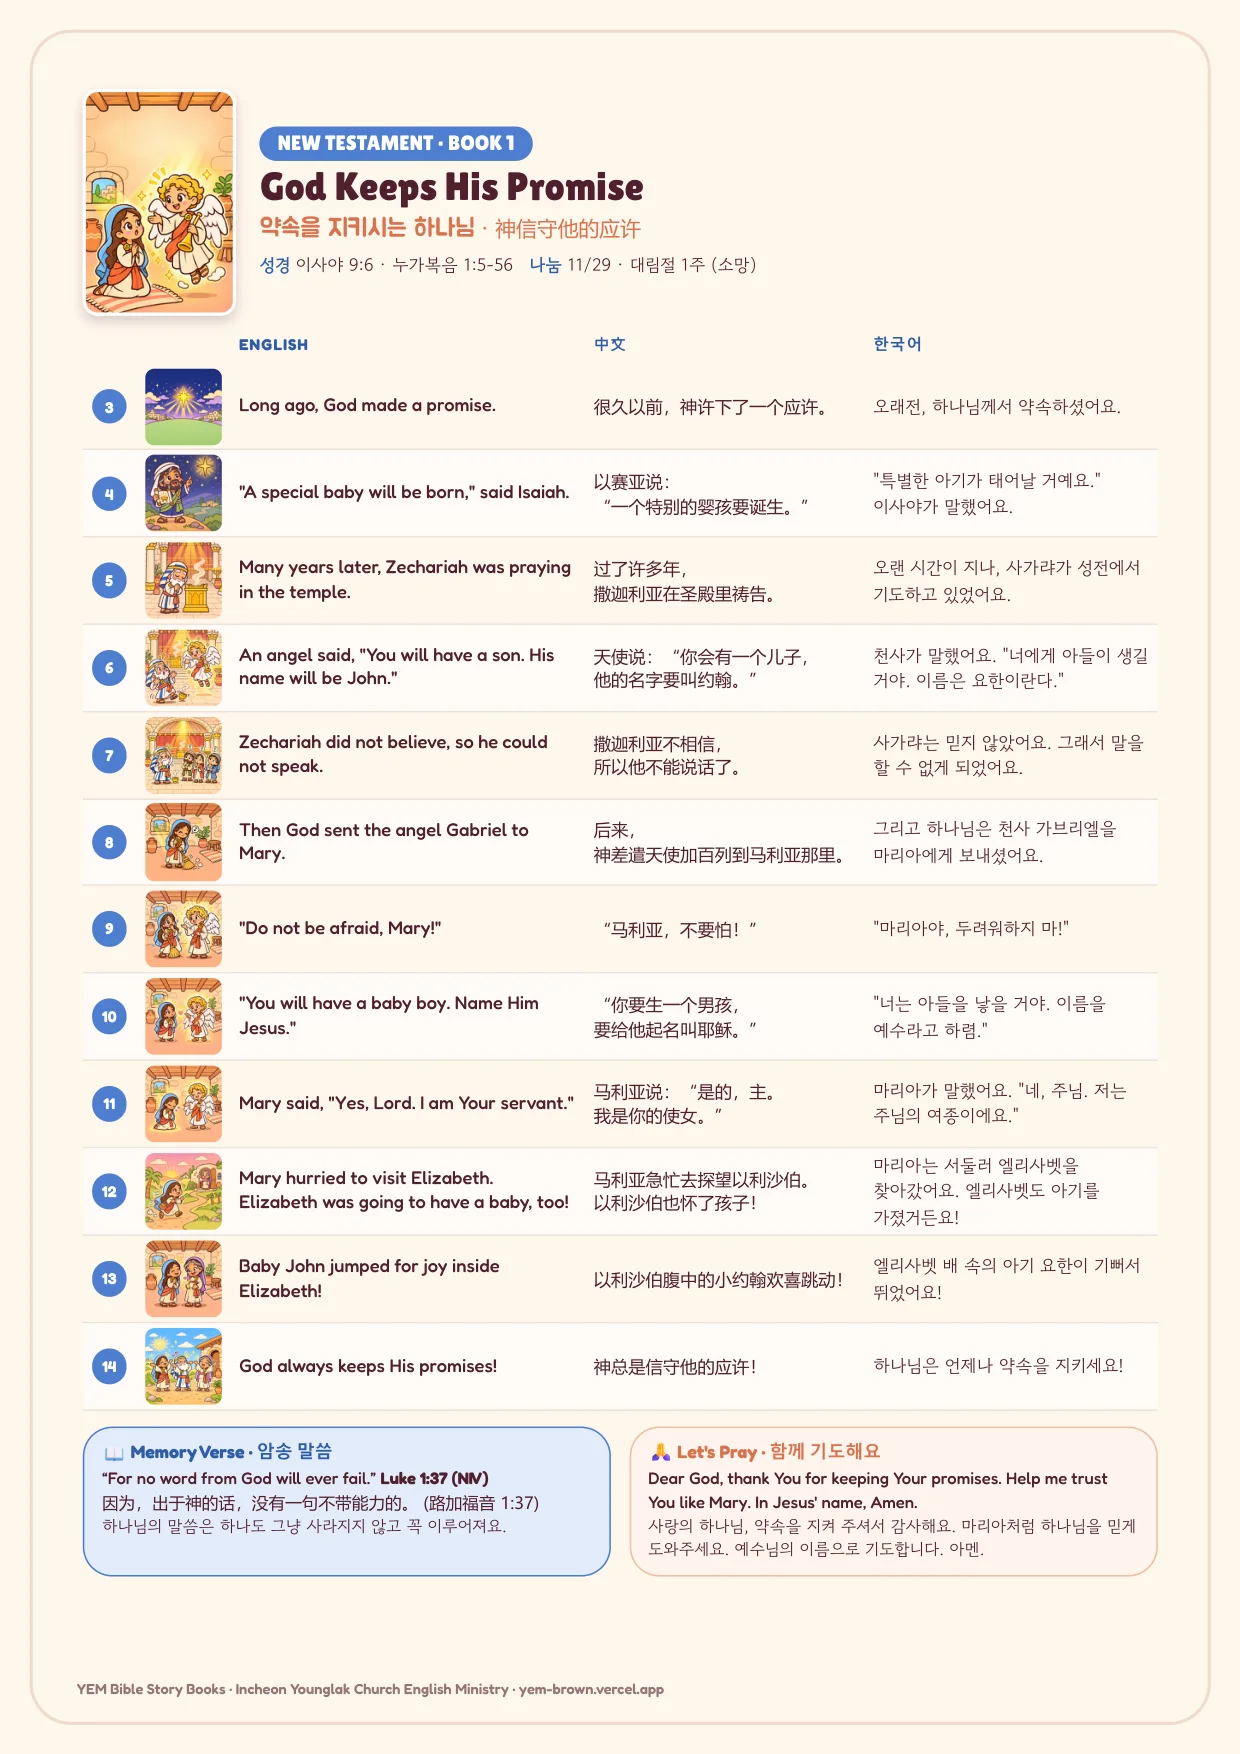 NEW TESTAMENT · BOOK 1
God Keeps His Promise
약속을 지키시는 하나님 · 神信守他的应许
성경 이사야 9:6 · 누가복음 1:5-56 나눔 11/29 · 대림절 1주 (소망)
ENGLISH 中文 한국어
3 Long ago, God made a promise. 很久以前，神许下了一个应许。 오래전, 하나님께서 약속하셨어요.
4 "A special baby will be born," said Isaiah.
以赛亚说：
“一个特别的婴孩要诞生。”
"특별한 아기가 태어날 거예요."
이사야가 말했어요.
5 Many years later, Zechariah was praying
in the temple.
过了许多年，
撒迦利亚在圣殿里祷告。
오랜 시간이 지나, 사가랴가 성전에서
기도하고 있었어요.
6 An angel said, "You will have a son. His
name will be John."
天使说：“你会有一个儿子，
他的名字要叫约翰。”
천사가 말했어요. "너에게 아들이 생길
거야. 이름은 요한이란다."
7 Zechariah did not believe, so he could
not speak.
撒迦利亚不相信，
所以他不能说话了。
사가랴는 믿지 않았어요. 그래서 말을
할 수 없게 되었어요.
8 Then God sent the angel Gabriel to
Mary.
后来，
神差遣天使加百列到马利亚那里。
그리고 하나님은 천사 가브리엘을
마리아에게 보내셨어요.
9 "Do not be afraid, Mary!" “马利亚，不要怕！” "마리아야, 두려워하지 마!"
10 "You will have a baby boy. Name Him
Jesus."
“你要生一个男孩，
要给他起名叫耶稣。”
"너는 아들을 낳을 거야. 이름을
예수라고 하렴."
11 Mary said, "Yes, Lord. I am Your servant."
马利亚说：“是的，主。
我是你的使女。”
마리아가 말했어요. "네, 주님. 저는
주님의 여종이에요."
12 Mary hurried to visit Elizabeth.
Elizabeth was going to have a baby, too!
马利亚急忙去探望以利沙伯。
以利沙伯也怀了孩子！
마리아는 서둘러 엘리사벳을
찾아갔어요. 엘리사벳도 아기를
가졌거든요!
13 Baby John jumped for joy inside
Elizabeth!
以利沙伯腹中的小约翰欢喜跳动！
엘리사벳 배 속의 아기 요한이 기뻐서
뛰었어요!
14 God always keeps His promises! 神总是信守他的应许！ 하나님은 언제나 약속을 지키세요!
Memory Verse · 암송 말씀
“For no word from God will ever fail.” Luke 1:37 (NIV)
因为，出于神的话，没有一句不带能力的。 (路加福音 1:37)
하나님의 말씀은 하나도 그냥 사라지지 않고 꼭 이루어져요.
Let's Pray · 함께 기도해요
Dear God, thank You for keeping Your promises. Help me trust
You like Mary. In Jesus' name, Amen.
사랑의 하나님, 약속을 지켜 주셔서 감사해요. 마리아처럼 하나님을 믿게
도와주세요. 예수님의 이름으로 기도합니다. 아멘.
YEM Bible Story Books · Incheon Younglak Church English Ministry · yem-brown.vercel.app